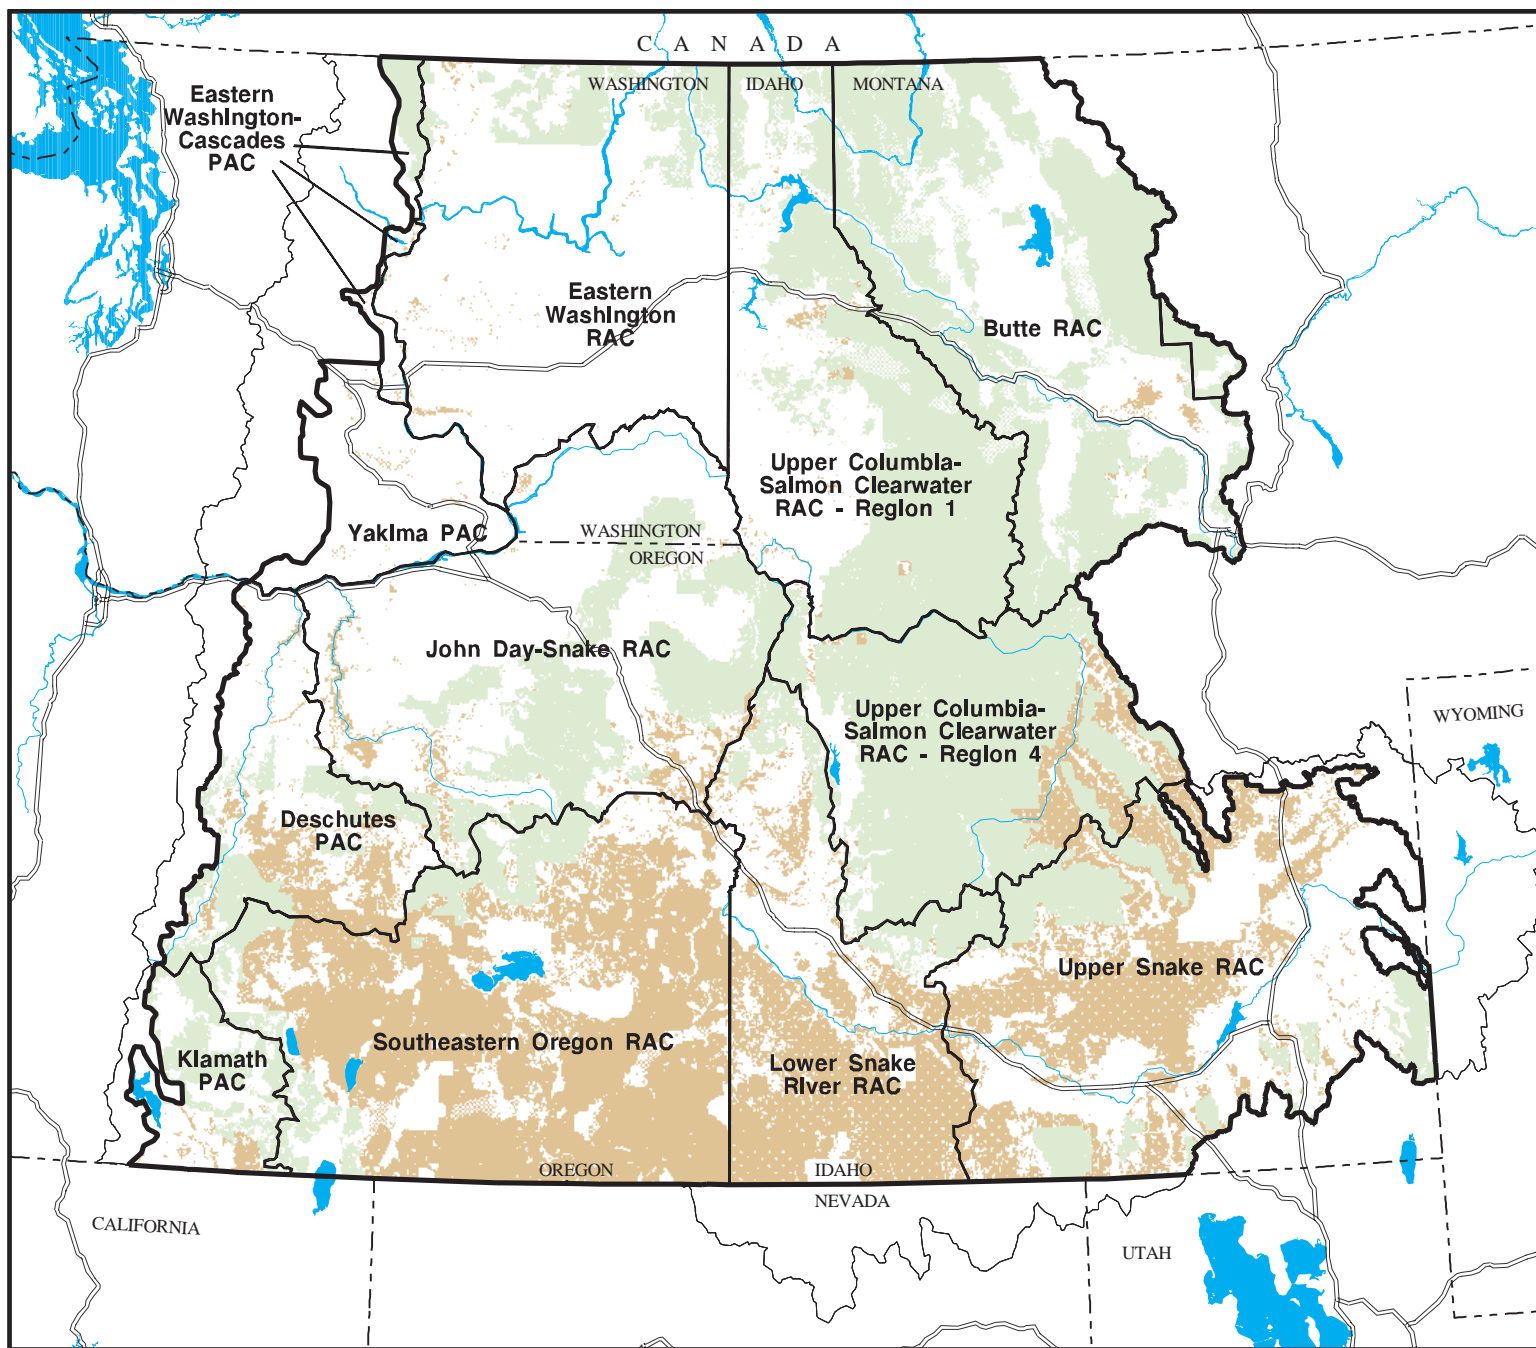 C A N A D A
WASHINGTON
IDAHO
MONTANA
Eastern
Washington-
Cascades
PAC
Eastern
Washington
RAC
Butte RAC
Upper Columbia-
Salmon Clearwater
RAC - Region 1
Yakima PAC
WASHINGTON
OREGON
John Day-Snake RAC
Upper Columbia-
Salmon Clearwater
RAC - Region 4
WYOMING
Deschutes
PAC
Upper Snake RAC
Southeastern Oregon RAC
Klamath
PAC
Lower Snake
River RAC
OREGON
IDAHO
NEVADA
CALIFORNIA
UTAH